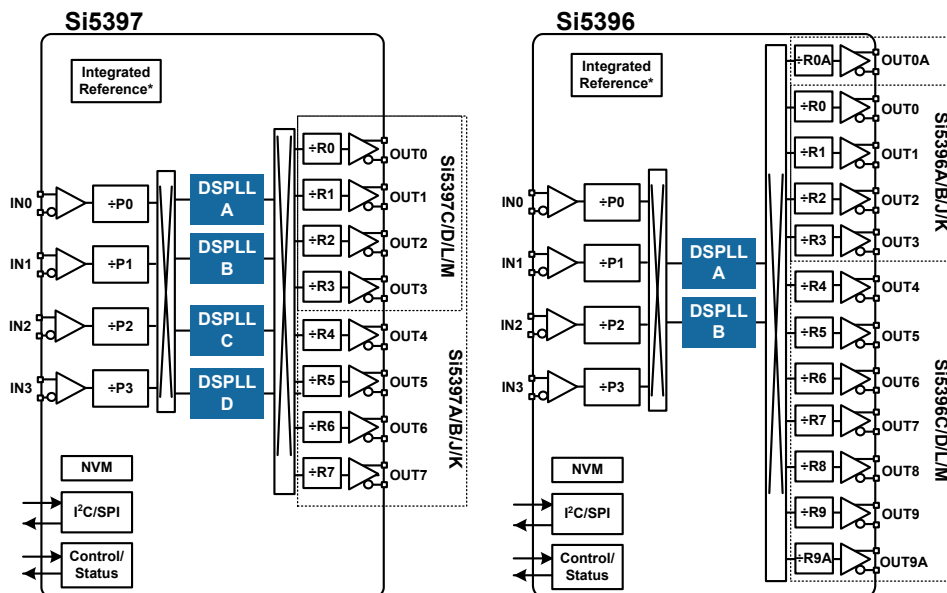 Si5397
Integrated
Reference*
IN0
IN1
IN2
IN3
÷P0
÷P1
÷P2
÷P3
DSPLL
A
DSPLL
B
DSPLL
C
DSPLL
D
÷R0
÷R1
÷R2
÷R3
÷R4
÷R5
÷R6
÷R7
OUT0
OUT1
OUT2
OUT3
OUT4
OUT5
OUT6
OUT7
Si5397C/D/L/M
Si5397A/B/J/K
NVM
I²C/SPI
Control/
Status
Si5396
Integrated
Reference*
IN0
IN1
IN2
IN3
÷P0
÷P1
÷P2
÷P3
DSPLL
A
DSPLL
B
÷R0A
÷R0
÷R1
÷R2
÷R3
÷R4
÷R5
÷R6
÷R7
÷R8
÷R9
÷R9A
OUT0A
OUT0
OUT1
OUT2
OUT3
OUT4
OUT5
OUT6
OUT7
OUT8
OUT9
OUT9A
Si5396A/B/J/K
Si5396C/D/L/M
NVM
I²C/SPI
Control/
Status